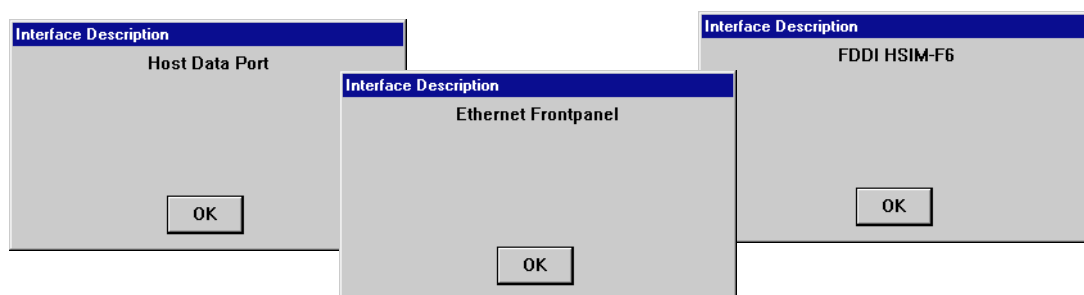 Interface Description
Host Data Port
OK
Interface Description
Ethernet Frontpanel
OK
Interface Description
FDDI HSIM-F6
OK